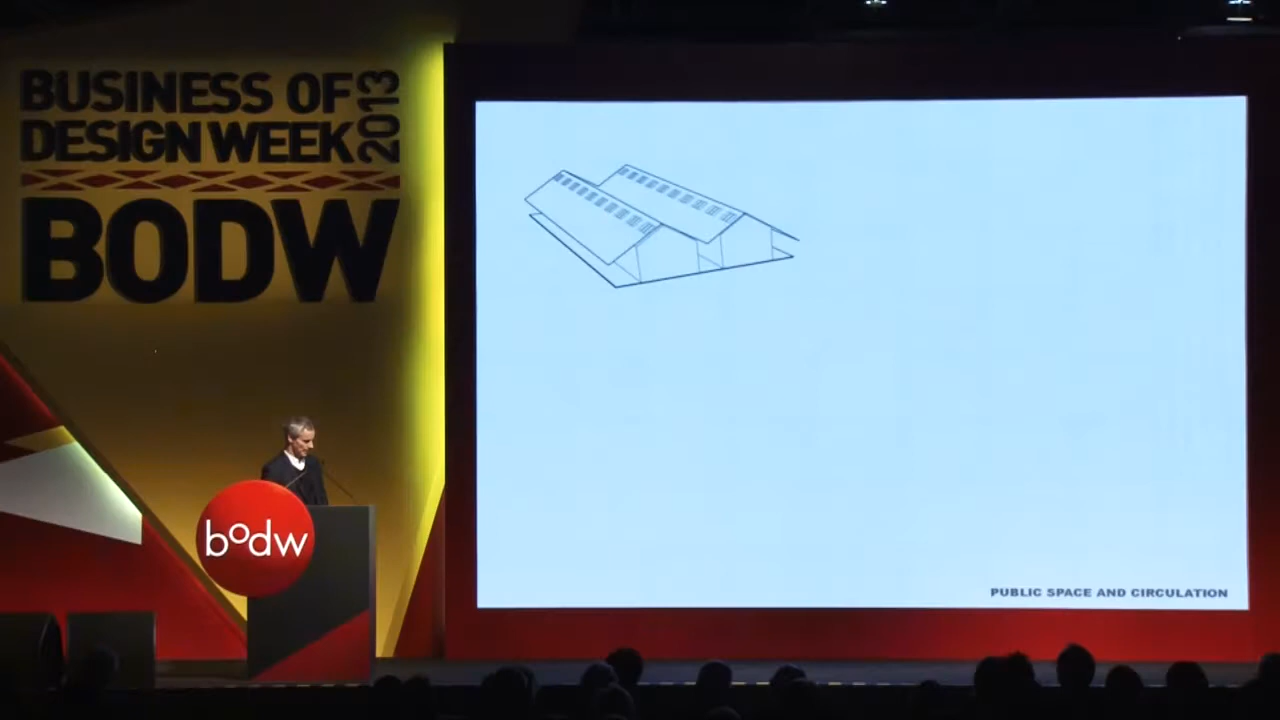 BUSINESS OF
DESIGN WEEK
2013
BODW
bodw
PUBLIC SPACE AND CIRCULATION